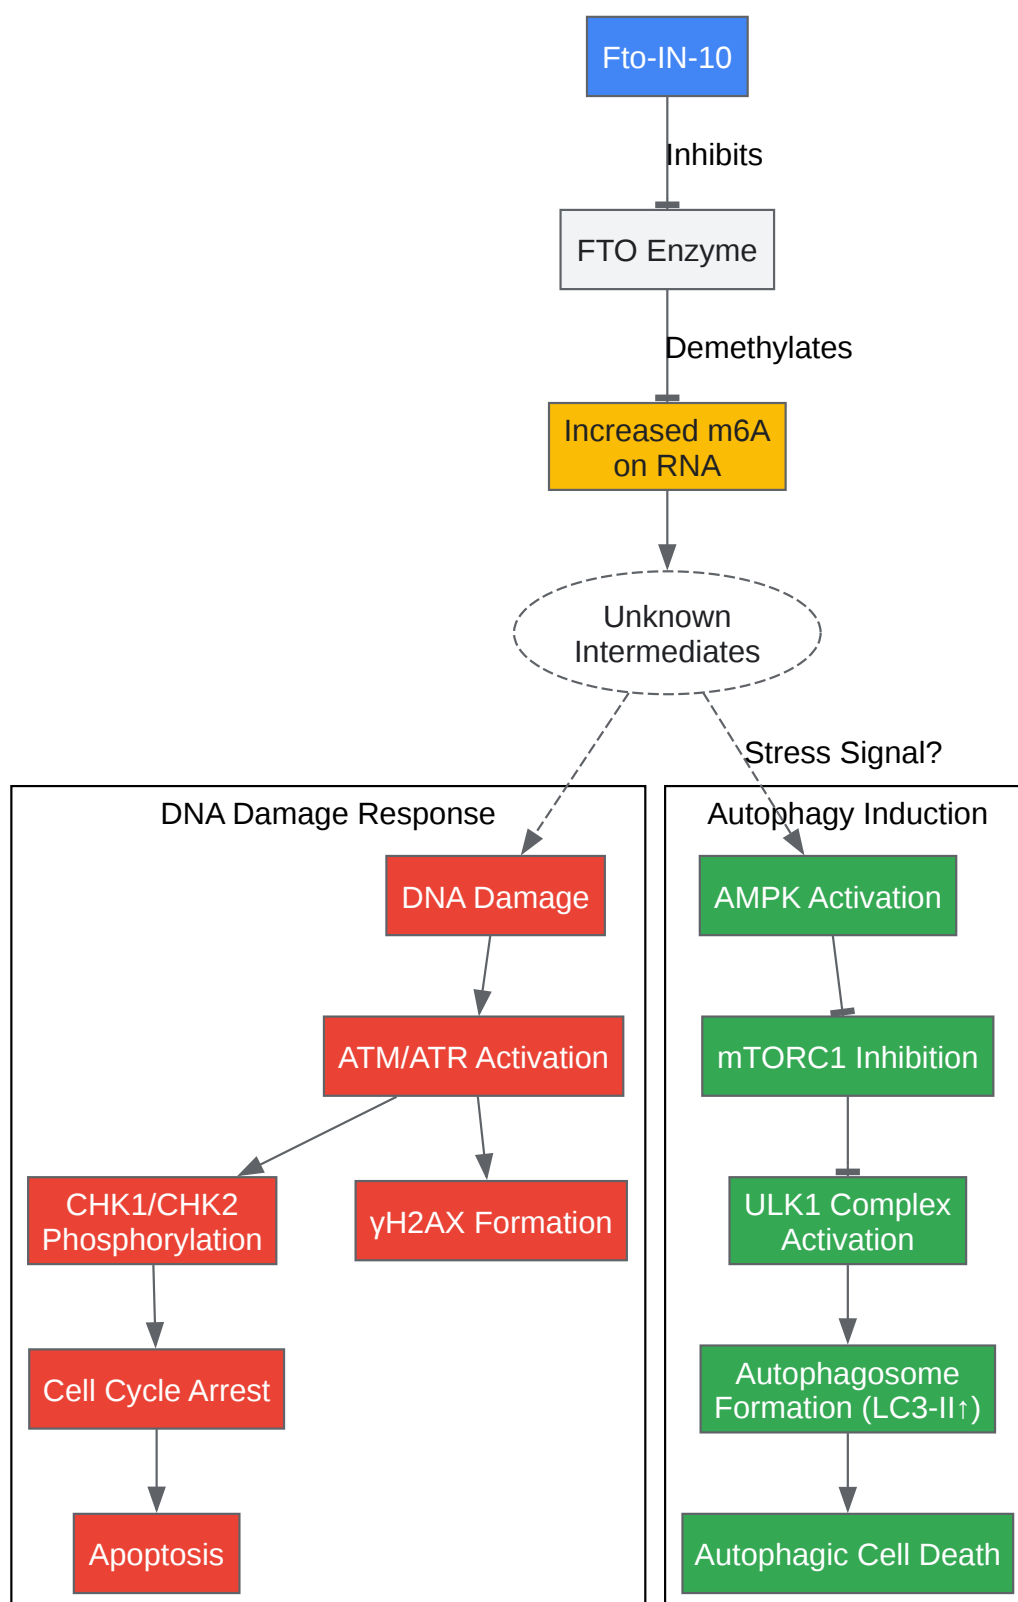 Fto-IN-10
Inhibits
FTO Enzyme
Demethylates
Increased m6A
on RNA
Unknown
Intermediates
Stress Signal?
DNA Damage Response
DNA Damage
ATM/ATR Activation
CHK1/CHK2
Phosphorylation
γH2AX Formation
Cell Cycle Arrest
Apoptosis
Autophagy Induction
AMPK Activation
mTORC1 Inhibition
ULK1 Complex
Activation
Autophagosome
Formation (LC3-II↑)
Autophagic Cell Death